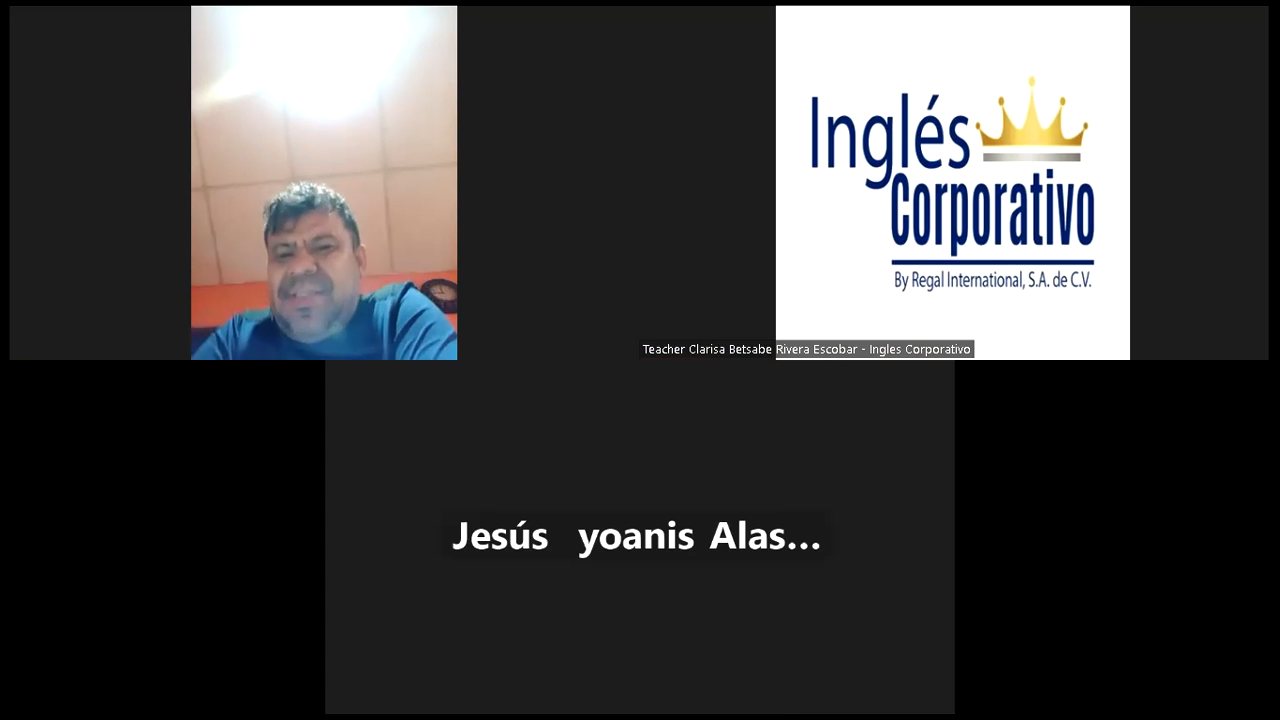 Inglés
Corporativo
By Regal International, S.A. de C.V.
Teacher Clarisa Betsabe Rivera Escobar - Ingles Corporativo
Jesús yoanis Alas...